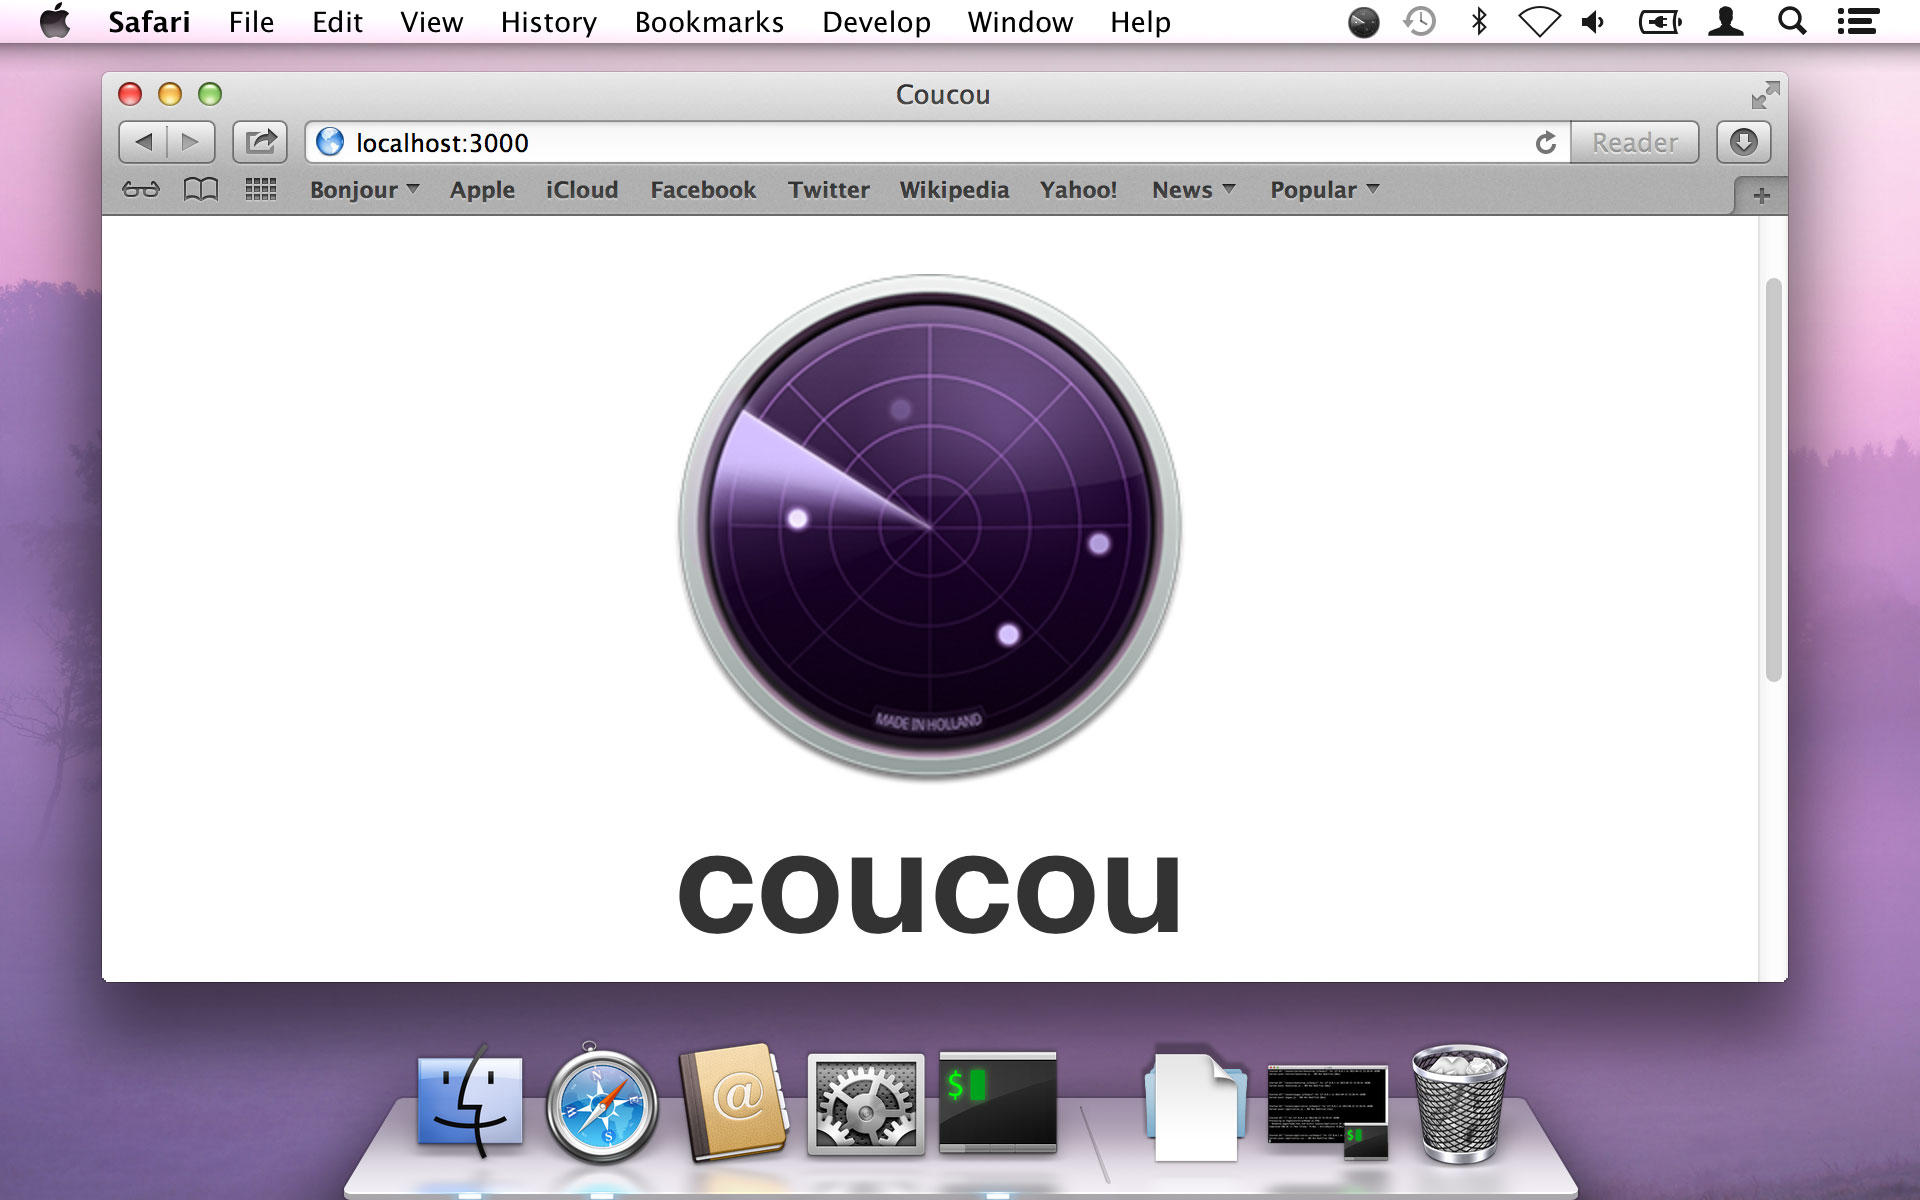 Safari File Edit View History Bookmarks Develop Window Help
Coucou
localhost:3000 Reader
Bonjour Apple iCloud Facebook Twitter Wikipedia Yahoo! News Popular
MADE IN HOLLAND
coucou
N
W E
S
@
$
$